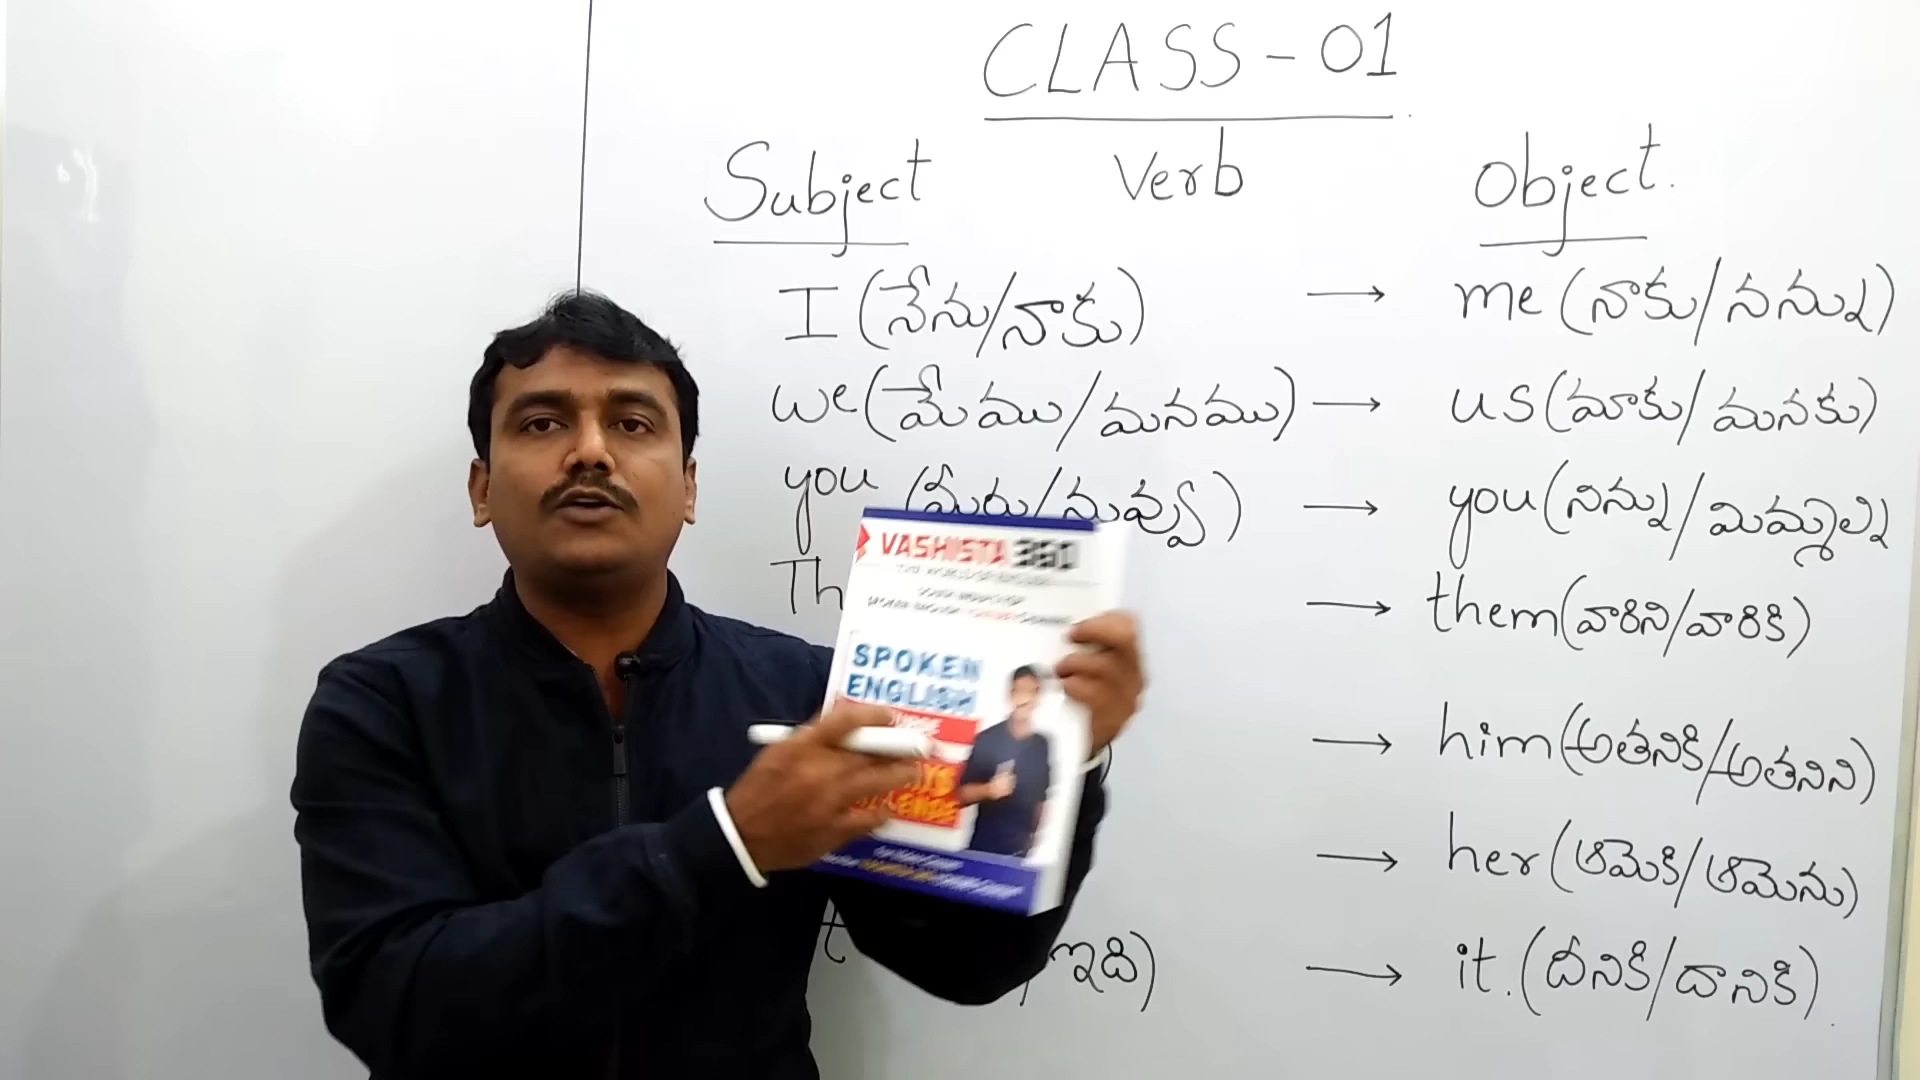 CLASS - 01
Subject Verb Object.
I (నేను/నాకు) → me (నాకు/నన్ను)
we (మేము/మనము) → us (మాకు/మనకు)
you (మీరు/నువ్వు) → you (నిన్ను/మిమ్మల్ని
Th → them (వారిని/వారికి)
→ him (అతనికి/అతనిని)
→ her (ఆమెకి/ఆమెను)
ఇది) → it. (దీనికి/దానికి)
VASHISTA 360
SPOKEN
ENGLISH